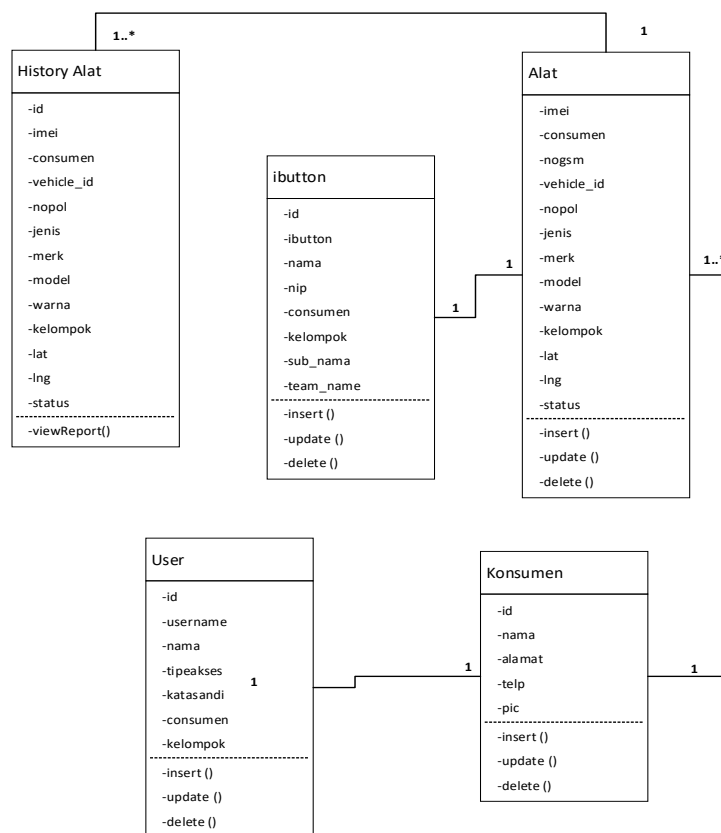 1..*
1
History Alat
-id
-imei
-consumen
-vehicle_id
-nopol
-jenis
-merk
-model
-warna
-kelompok
-lat
-lng
-status
-viewReport()
ibutton
-id
-ibutton
-nama
-nip
-consumen
-kelompok
-sub_nama
-team_name
-insert ()
-update ()
-delete ()
1
1
Alat
-imei
-consumen
-nogsm
-vehicle_id
-nopol
-jenis
-merk
-model
-warna
-kelompok
-lat
-lng
-status
-insert ()
-update ()
-delete ()
1..*
User
-id
-username
-nama
-tipeakses
-katasandi
-consumen
-kelompok
-insert ()
-update ()
-delete ()
1
1
Konsumen
-id
-nama
-alamat
-telp
-pic
-insert ()
-update ()
-delete ()
1